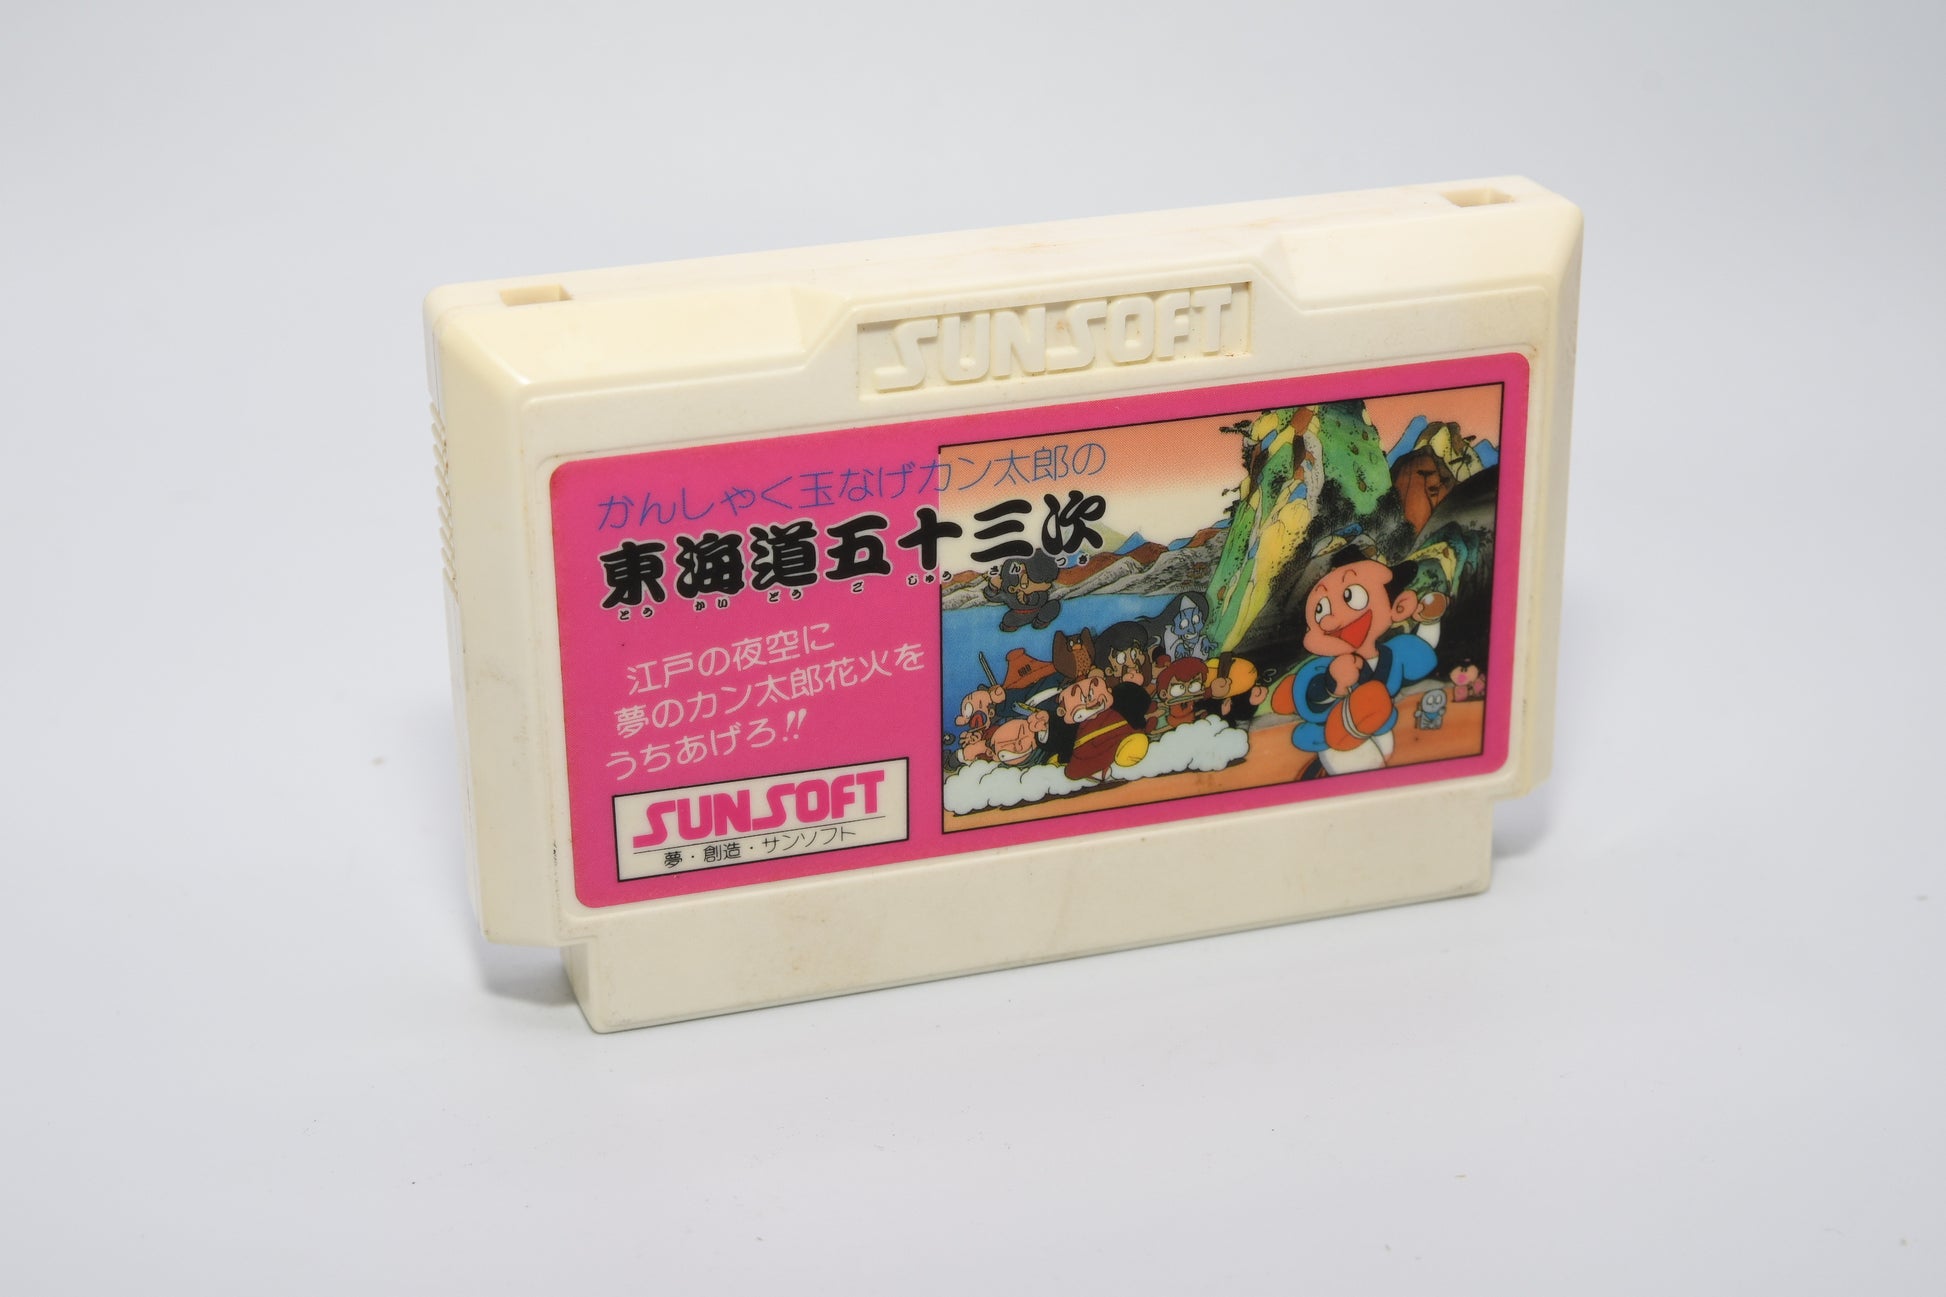 SUNSOFT
かんしゃく玉なげカン太郎の
東海道五十三次
とうかいどうごじゅうさんつぎ
江戸の夜空に
夢のカン太郎花火を
うちあげろ!!
SUNSOFT
夢・創造・サンソフト